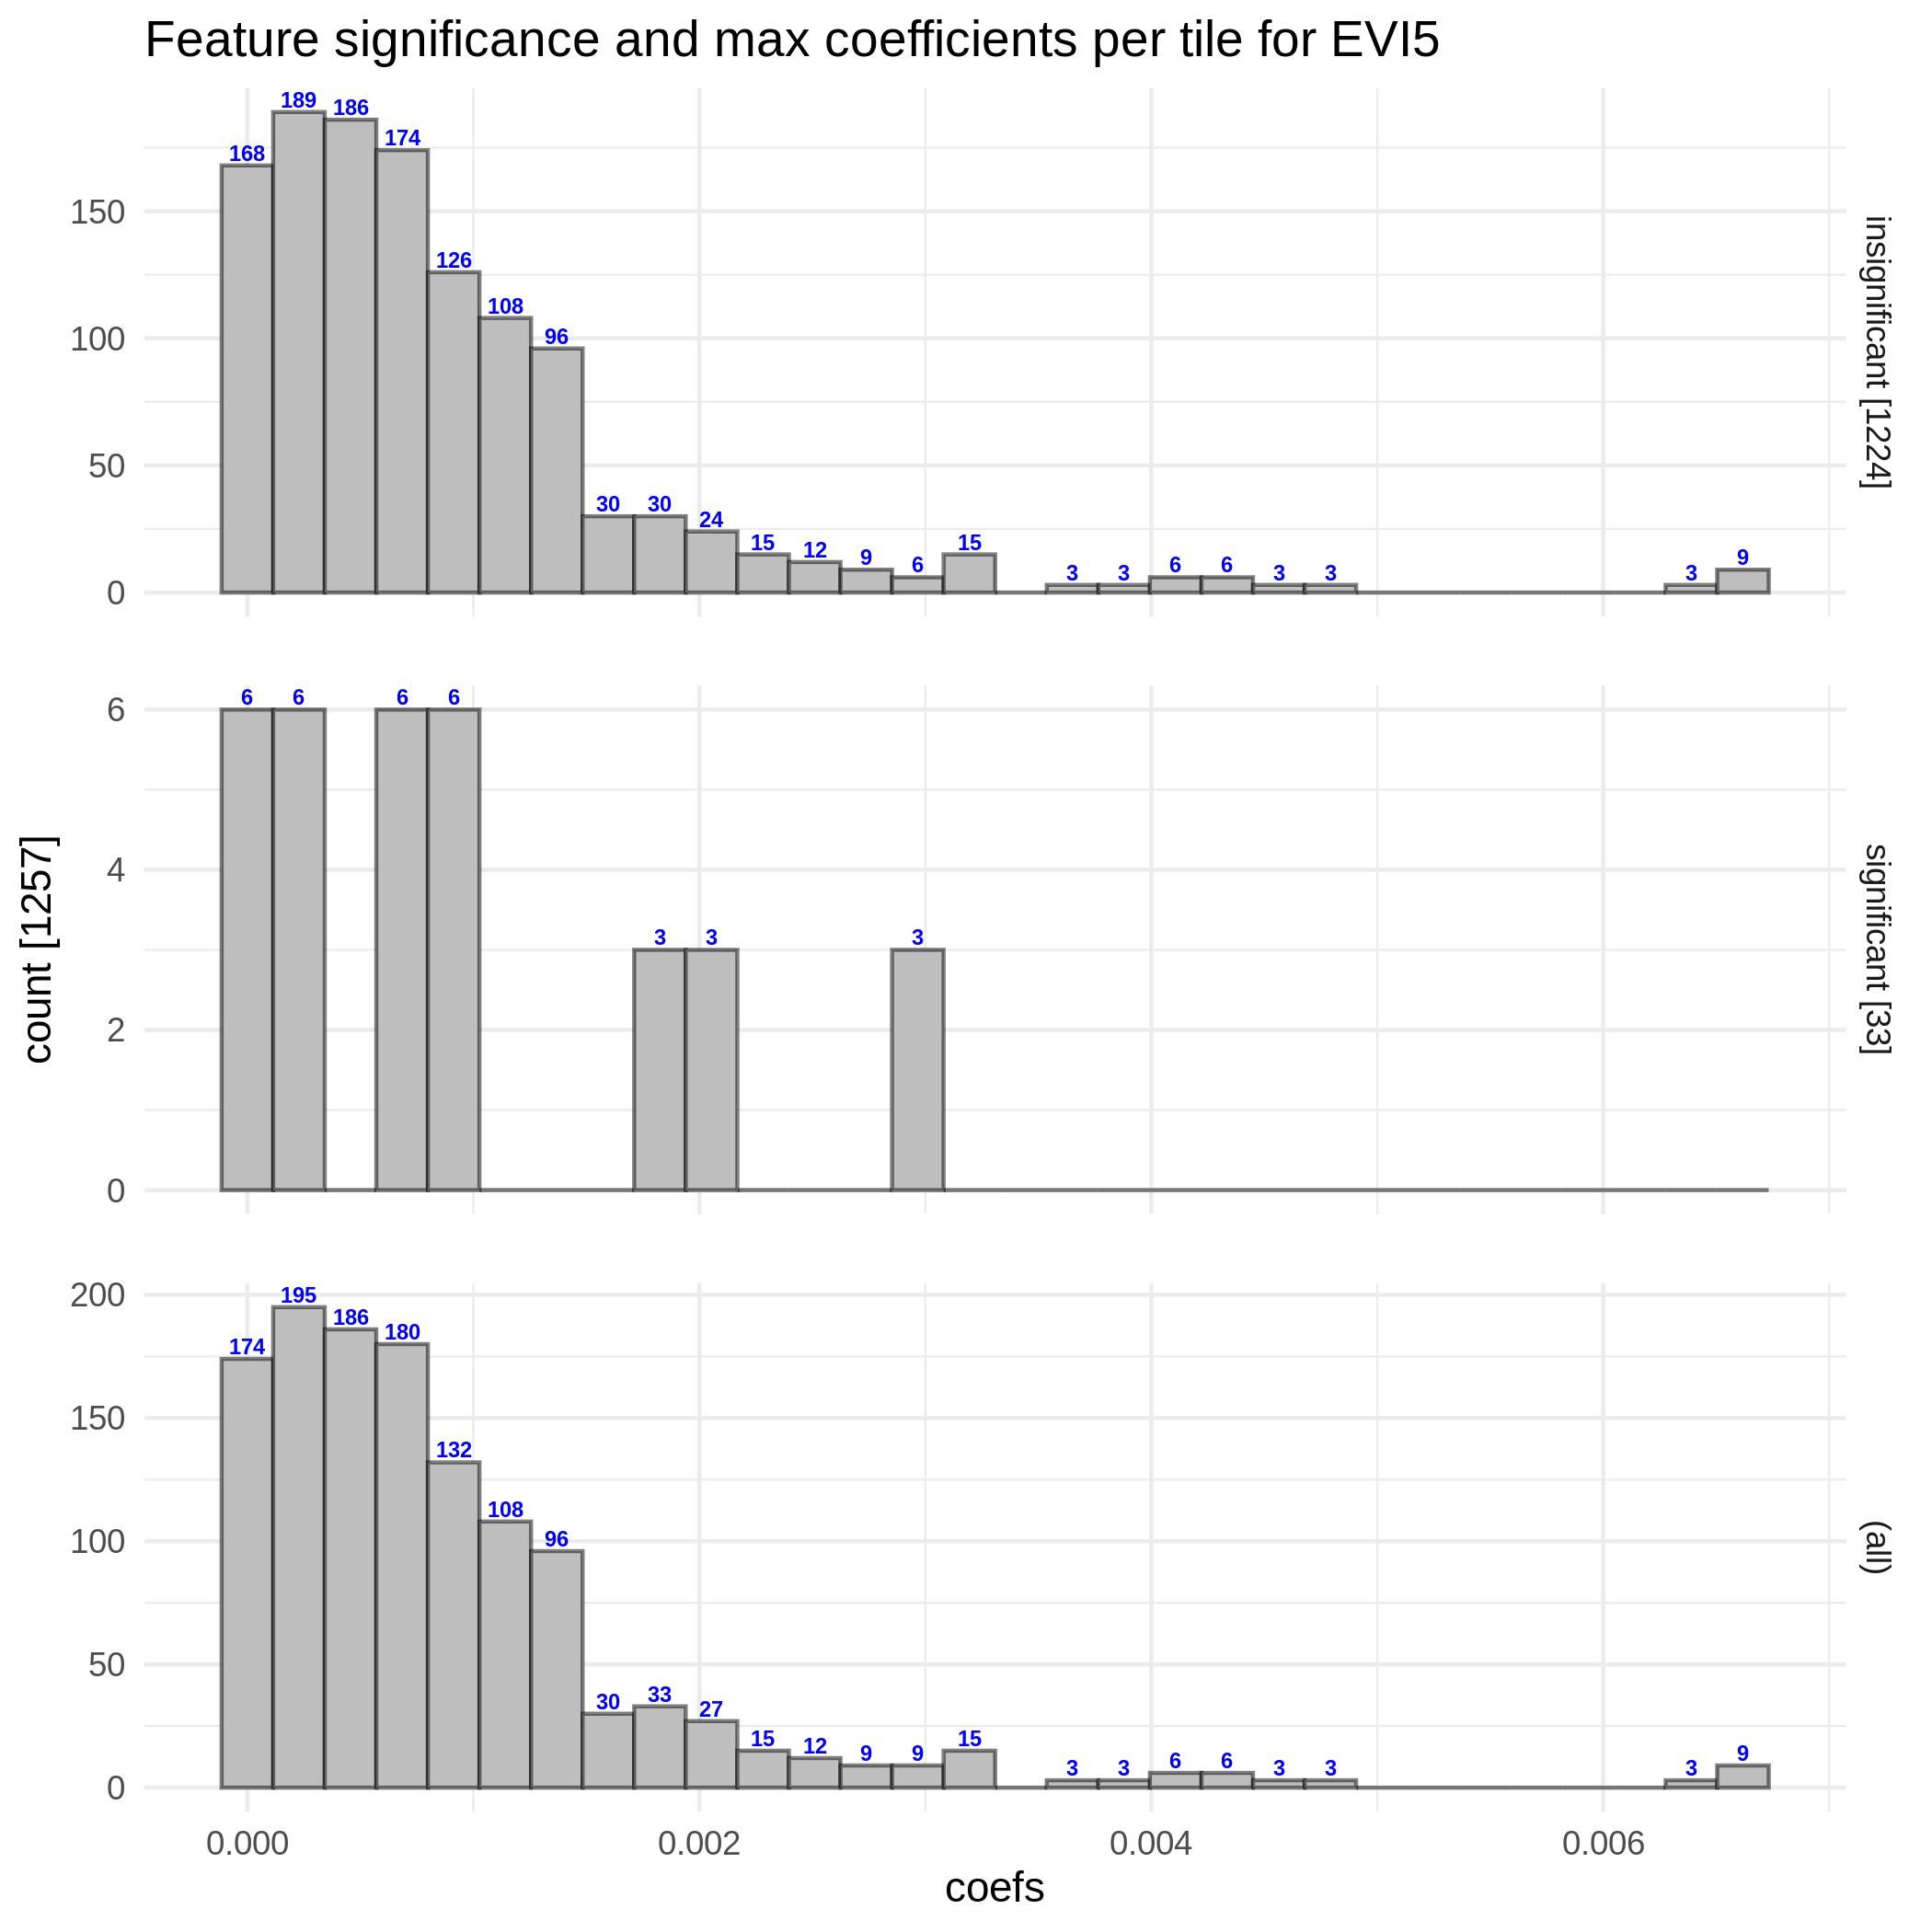 Feature significance and max coefficients per tile for EVI5
189 186
174
168
150
126
108
96
100
50
30 30 24
15 12 9 6 15
3 3 6 6 3 3
3 9
0
insignificant [1224]
6 6 6 6
6
4
3 3 3
2
0
significant [33]
count [1257]
200
195
186 180
174
150
132
108
96
100
50
30 33 27
15 12 9 9 15
3 3 6 6 3 3
3 9
0
(all)
0.000 0.002 0.004 0.006
coefs